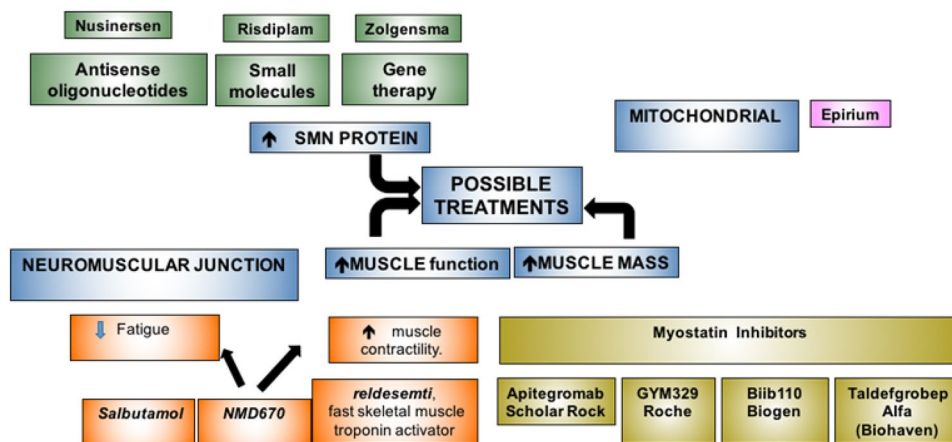 Nusinersen
Risdiplam
Zolgensma
Antisense
oligonucleotides
Small
molecules
Gene
therapy
MITOCHONDRIAL
Epirium
↑ SMN PROTEIN
POSSIBLE
TREATMENTS
NEUROMUSCULAR JUNCTION
↑MUSCLE function
↑MUSCLE MASS
↓ Fatigue
↑ muscle
contractility.
Myostatin Inhibitors
Salbutamol
NMD670
reldesemti,
fast skeletal muscle
troponin activator
Apitegromab
Scholar Rock
GYM329
Roche
Biib110
Biogen
Taldefgrobep
Alfa
(Biohaven)